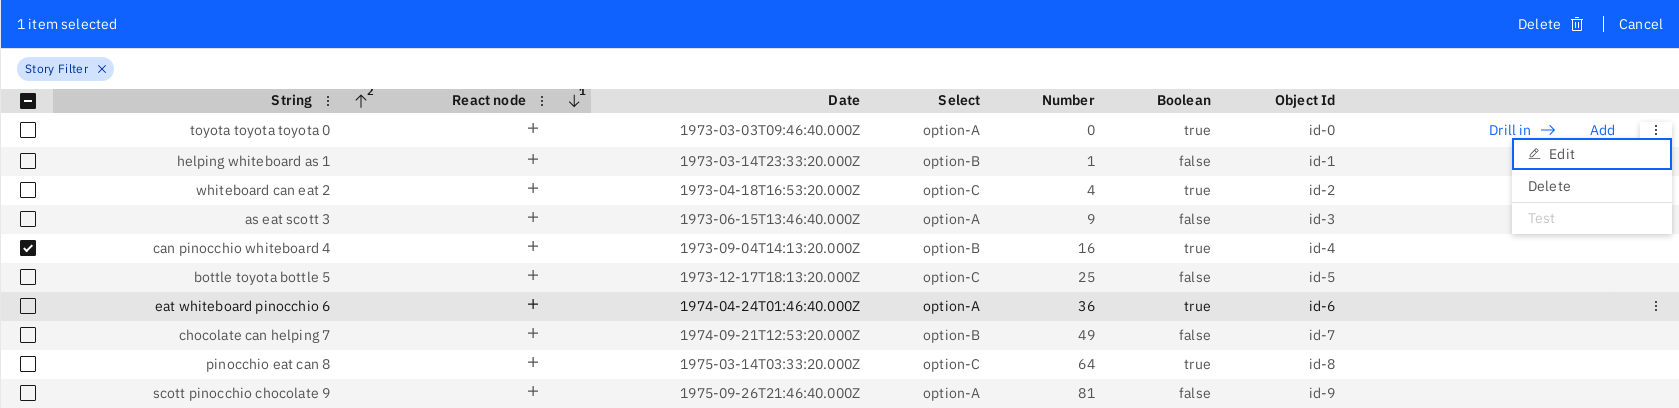 1 item selected Delete Cancel
Story Filter
String 2 React node 1 Date Select Number Boolean Object Id
toyota toyota toyota 0 1973-03-03T09:46:40.000Z option-A 0 true id-0 Drill in Add
Edit
helping whiteboard as 1 1973-03-14T23:33:20.000Z option-B 1 false id-1
Delete
whiteboard can eat 2 1973-04-18T16:53:20.000Z option-C 4 true id-2
Test
as eat scott 3 1973-06-15T13:46:40.000Z option-A 9 false id-3
can pinocchio whiteboard 4 1973-09-04T14:13:20.000Z option-B 16 true id-4
bottle toyota bottle 5 1973-12-17T18:13:20.000Z option-C 25 false id-5
eat whiteboard pinocchio 6 1974-04-24T01:46:40.000Z option-A 36 true id-6
chocolate can helping 7 1974-09-21T12:53:20.000Z option-B 49 false id-7
pinocchio eat can 8 1975-03-14T03:33:20.000Z option-C 64 true id-8
scott pinocchio chocolate 9 1975-09-26T21:46:40.000Z option-A 81 false id-9